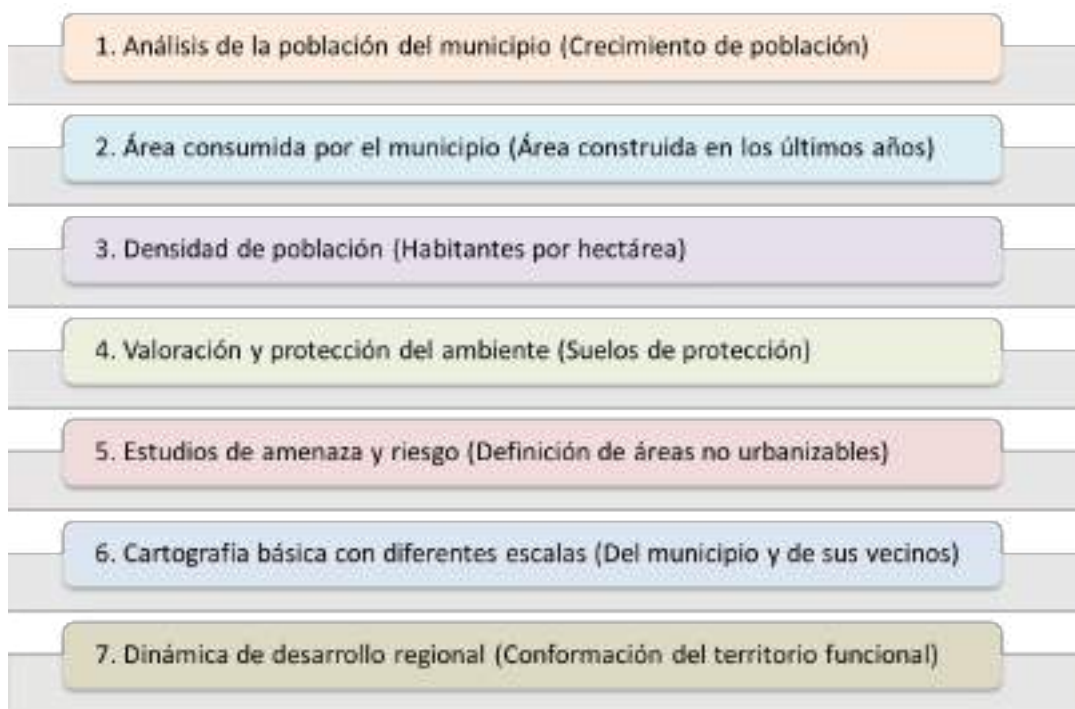 1. Análisis de la población del municipio (Crecimiento de población)
2. Área consumida por el municipio (Área construida en los últimos años)
3. Densidad de población (Habitantes por hectárea)
4. Valoración y protección del ambiente (Suelos de protección)
5. Estudios de amenaza y riesgo (Definición de áreas no urbanizables)
6. Cartografía básica con diferentes escalas (Del municipio y de sus vecinos)
7. Dinámica de desarrollo regional (Conformación del territorio funcional)